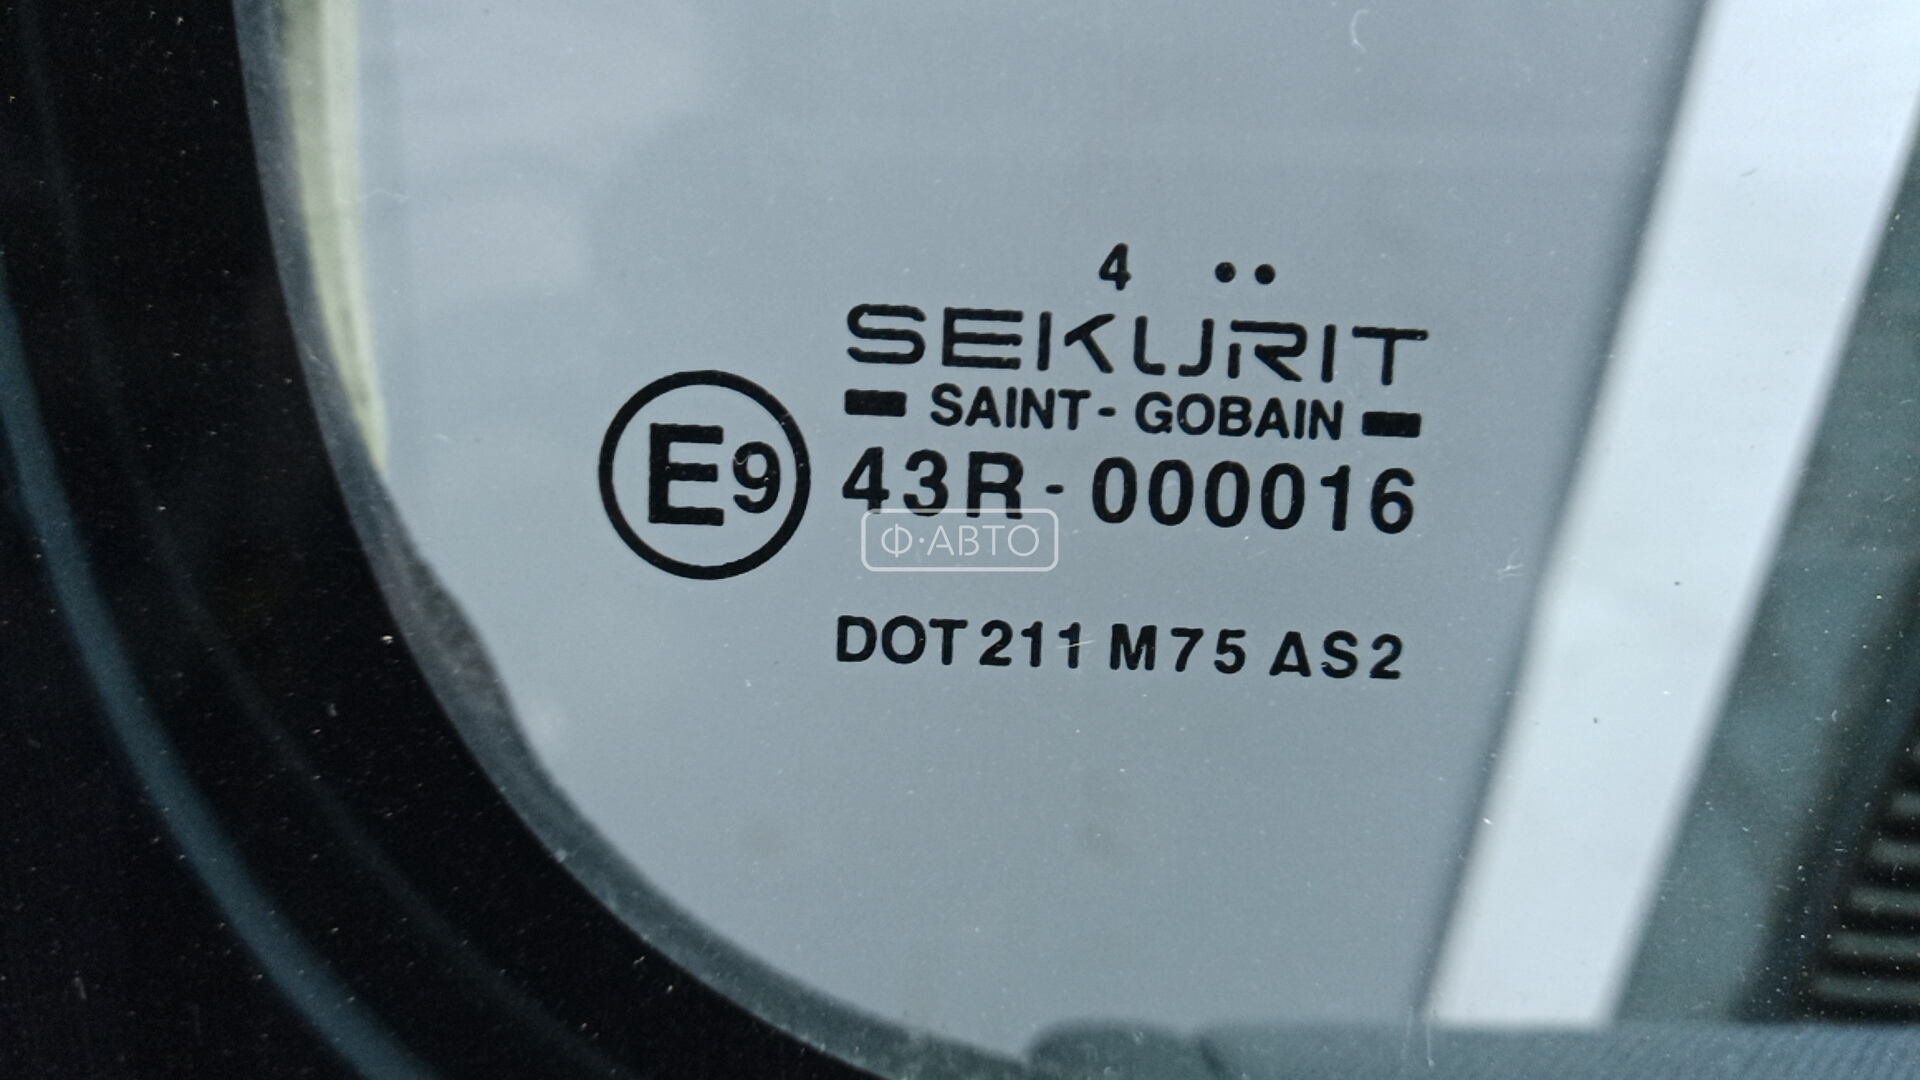 4 ••
SEKURIT
SAINT-GOBAIN
E9 43R-000016
Ф·АВТО
DOT 211 M75 AS2